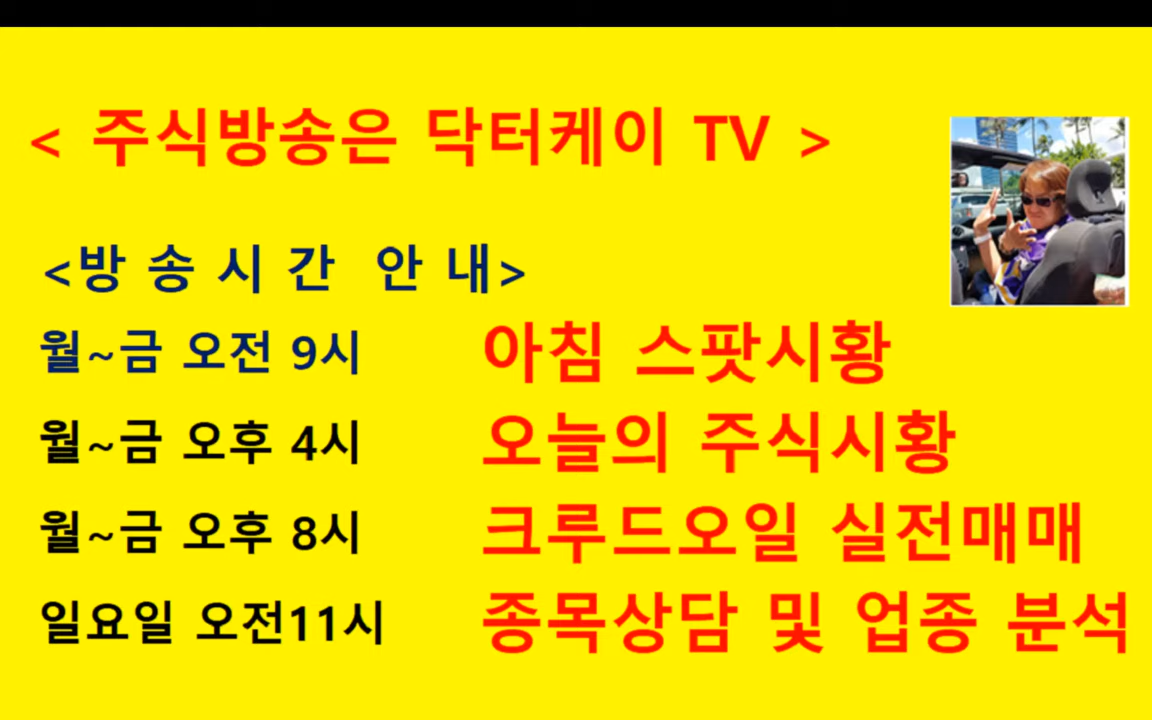 < 주식방송은 닥터케이 TV >
<방 송 시 간 안 내>
월~금 오전 9시 아침 스팟시황
월~금 오후 4시 오늘의 주식시황
월~금 오후 8시 크루드오일 실전매매
일요일 오전11시 종목상담 및 업종 분석